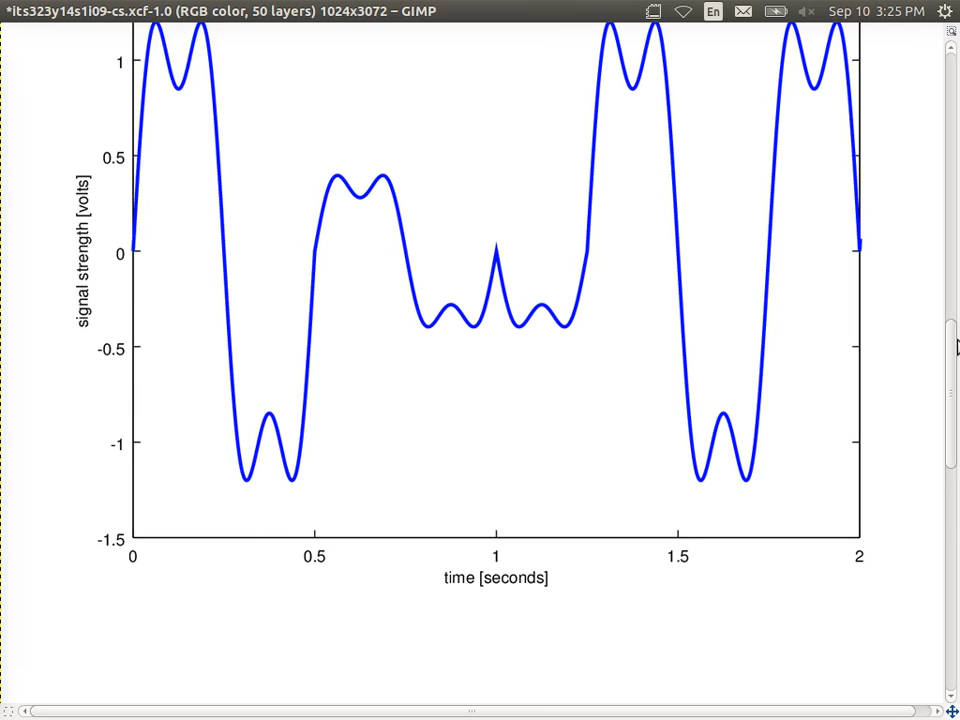 *its323y14s1i09-cs.xcf-1.0 (RGB color, 50 layers) 1024x3072 – GIMP
En
Sep 10 3:25 PM
1
0.5
0
-0.5
-1
-1.5
signal strength [volts]
0 0.5 1 1.5 2
time [seconds]